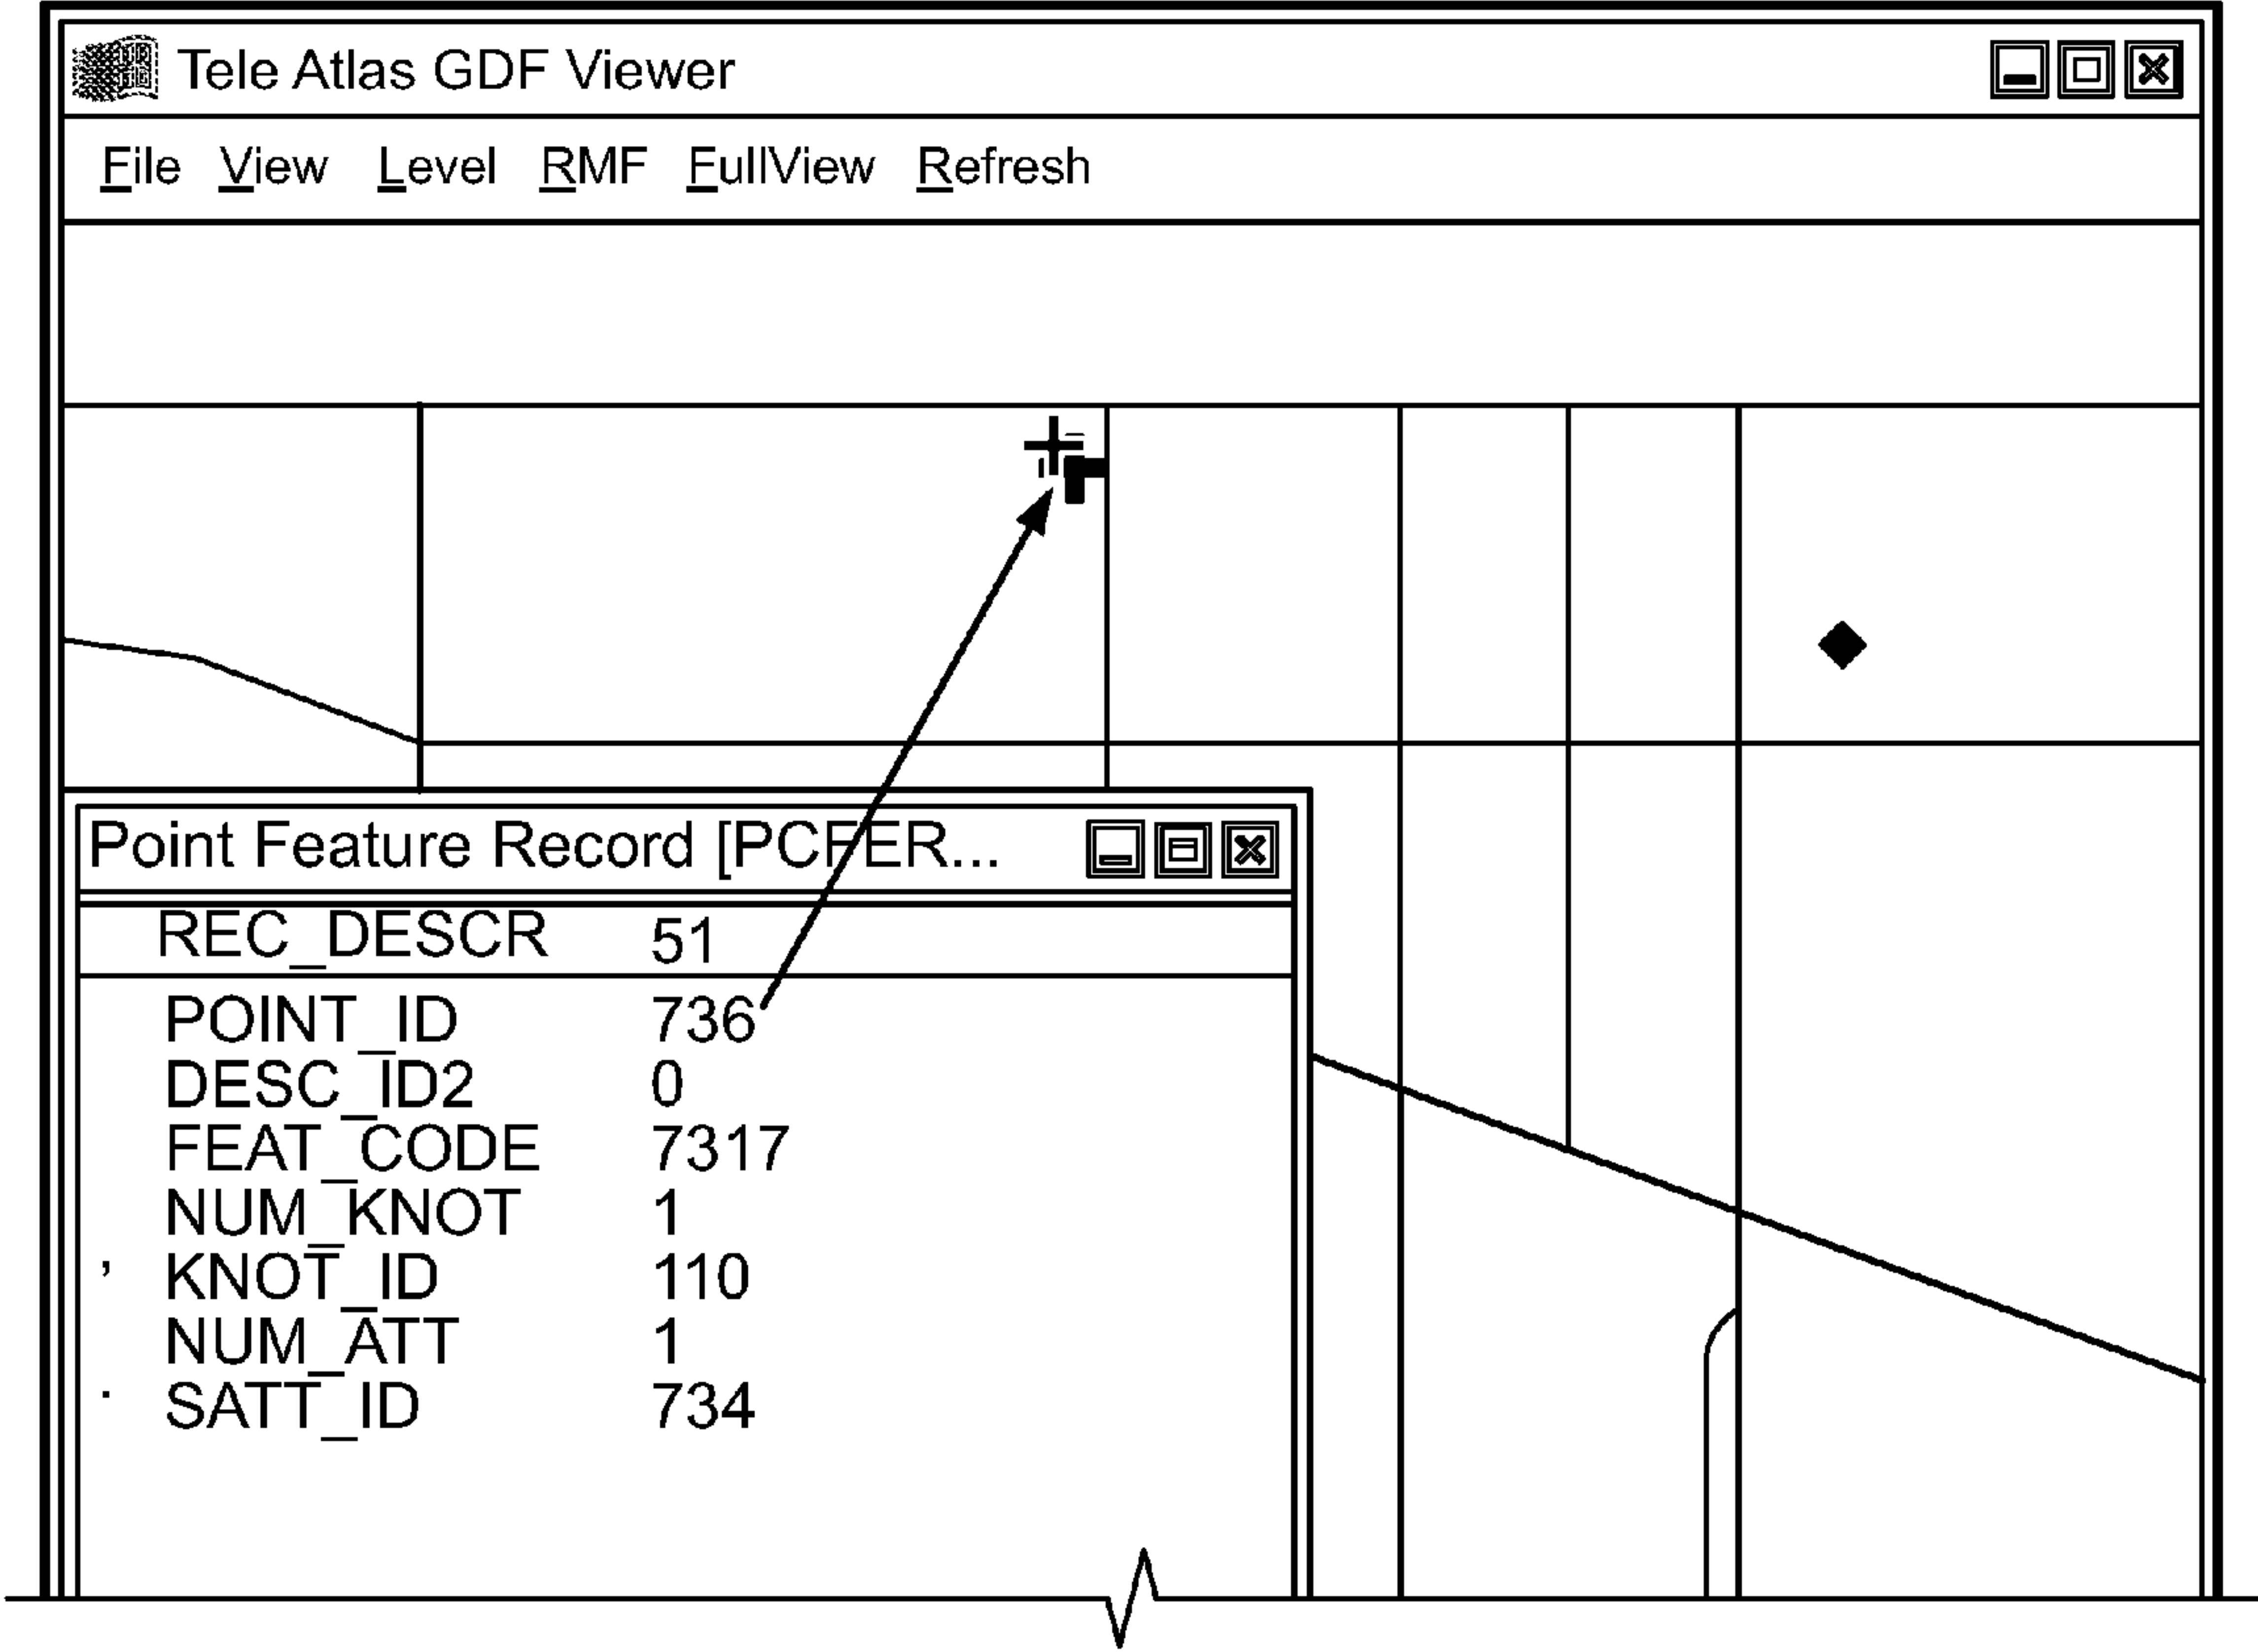 Tele Atlas GDF Viewer
File View Level RMF FullView Refresh
Point Feature Record [PCFER...
REC_DESCR 51
POINT_ID 736
DESC_ID2 0
FEAT_CODE 7317
NUM_KNOT 1
, KNOT_ID 110
NUM_ATT 1
. SATT_ID 734